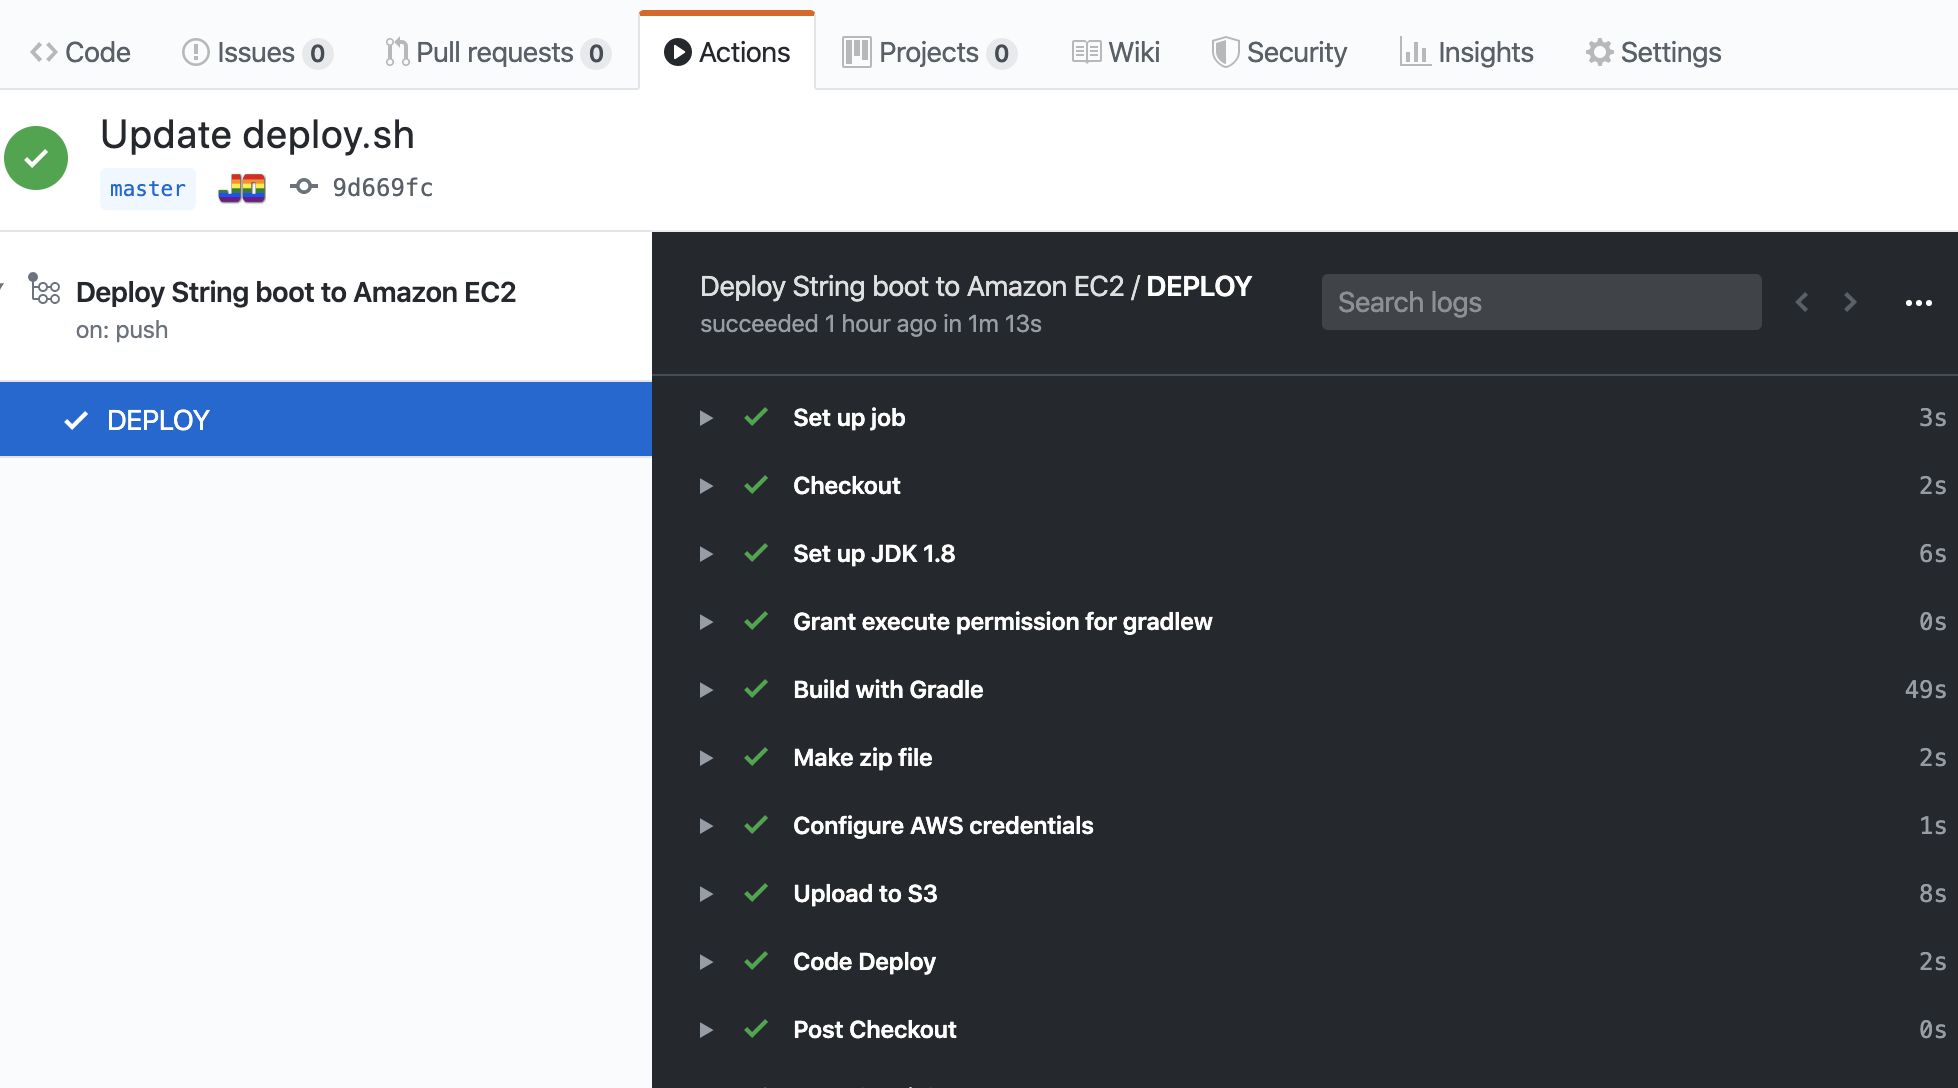 Code Issues 0 Pull requests 0 Actions Projects 0 Wiki Security Insights Settings
Update deploy.sh
master JO 9d669fc
Deploy String boot to Amazon EC2
on: push
DEPLOY
Deploy String boot to Amazon EC2 / DEPLOY
succeeded 1 hour ago in 1m 13s
Search logs
Set up job 3s
Checkout 2s
Set up JDK 1.8 6s
Grant execute permission for gradlew 0s
Build with Gradle 49s
Make zip file 2s
Configure AWS credentials 1s
Upload to S3 8s
Code Deploy 2s
Post Checkout 0s